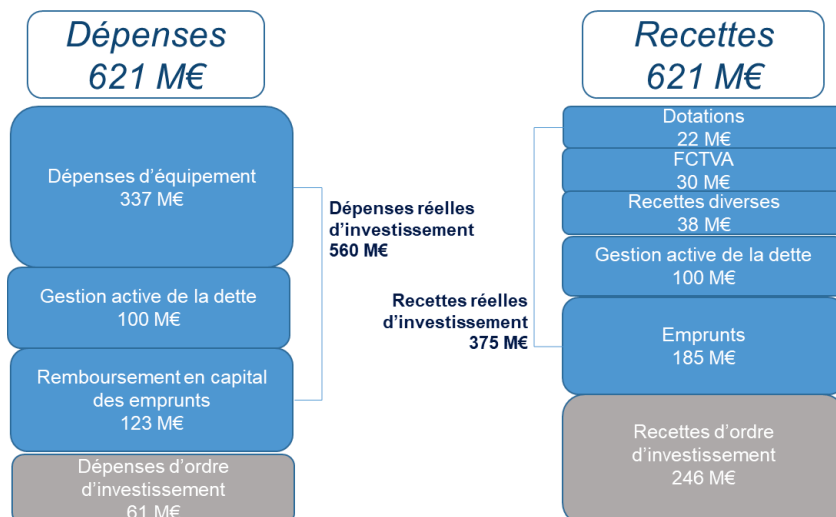 Dépenses
621 M€
Dépenses d'équipement
337 M€
Gestion active de la dette
100 M€
Remboursement en capital
des emprunts
123 M€
Dépenses d'ordre
d'investissement
61 M€
Dépenses réelles
d'investissement
560 M€
Recettes
621 M€
Dotations
22 M€
FCTVA
30 M€
Recettes diverses
38 M€
Gestion active de la dette
100 M€
Emprunts
185 M€
Recettes d'ordre
d'investissement
246 M€
Recettes réelles
d'investissement
375 M€